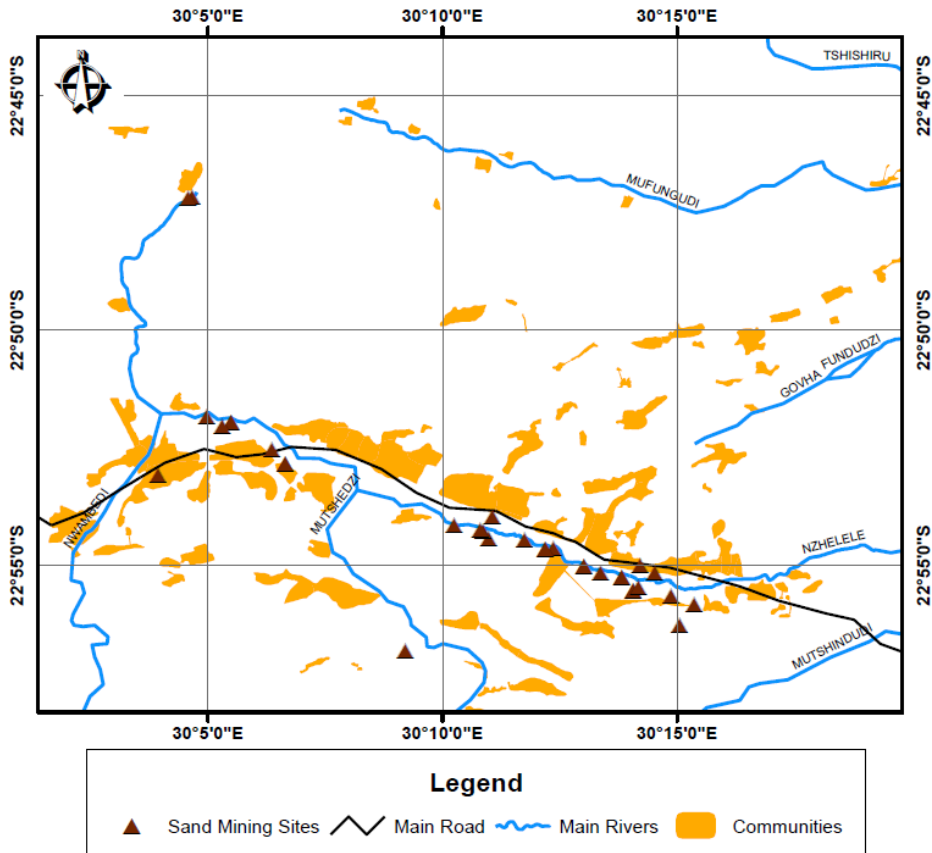 30°5'0"E 30°10'0"E 30°15'0"E
TSHISHIRU
22°45'0"S 22°45'0"S
MUFUNGUDI
22°50'0"S 22°50'0"S
GOVHA FUNDUDZI
NWAMBEDI
MUTSHEDZI
NZHELELE
22°55'0"S 22°55'0"S
MUTSHINDUDI
30°5'0"E 30°10'0"E 30°15'0"E
Legend
Sand Mining Sites Main Road Main Rivers Communities